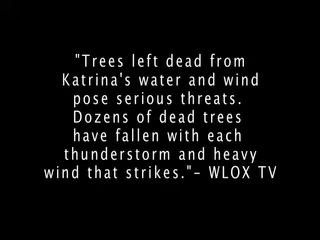 "Trees left dead from
Katrina's water and wind
pose serious threats.
Dozens of dead trees
have fallen with each
thunderstorm and heavy
wind that strikes."– WLOX TV